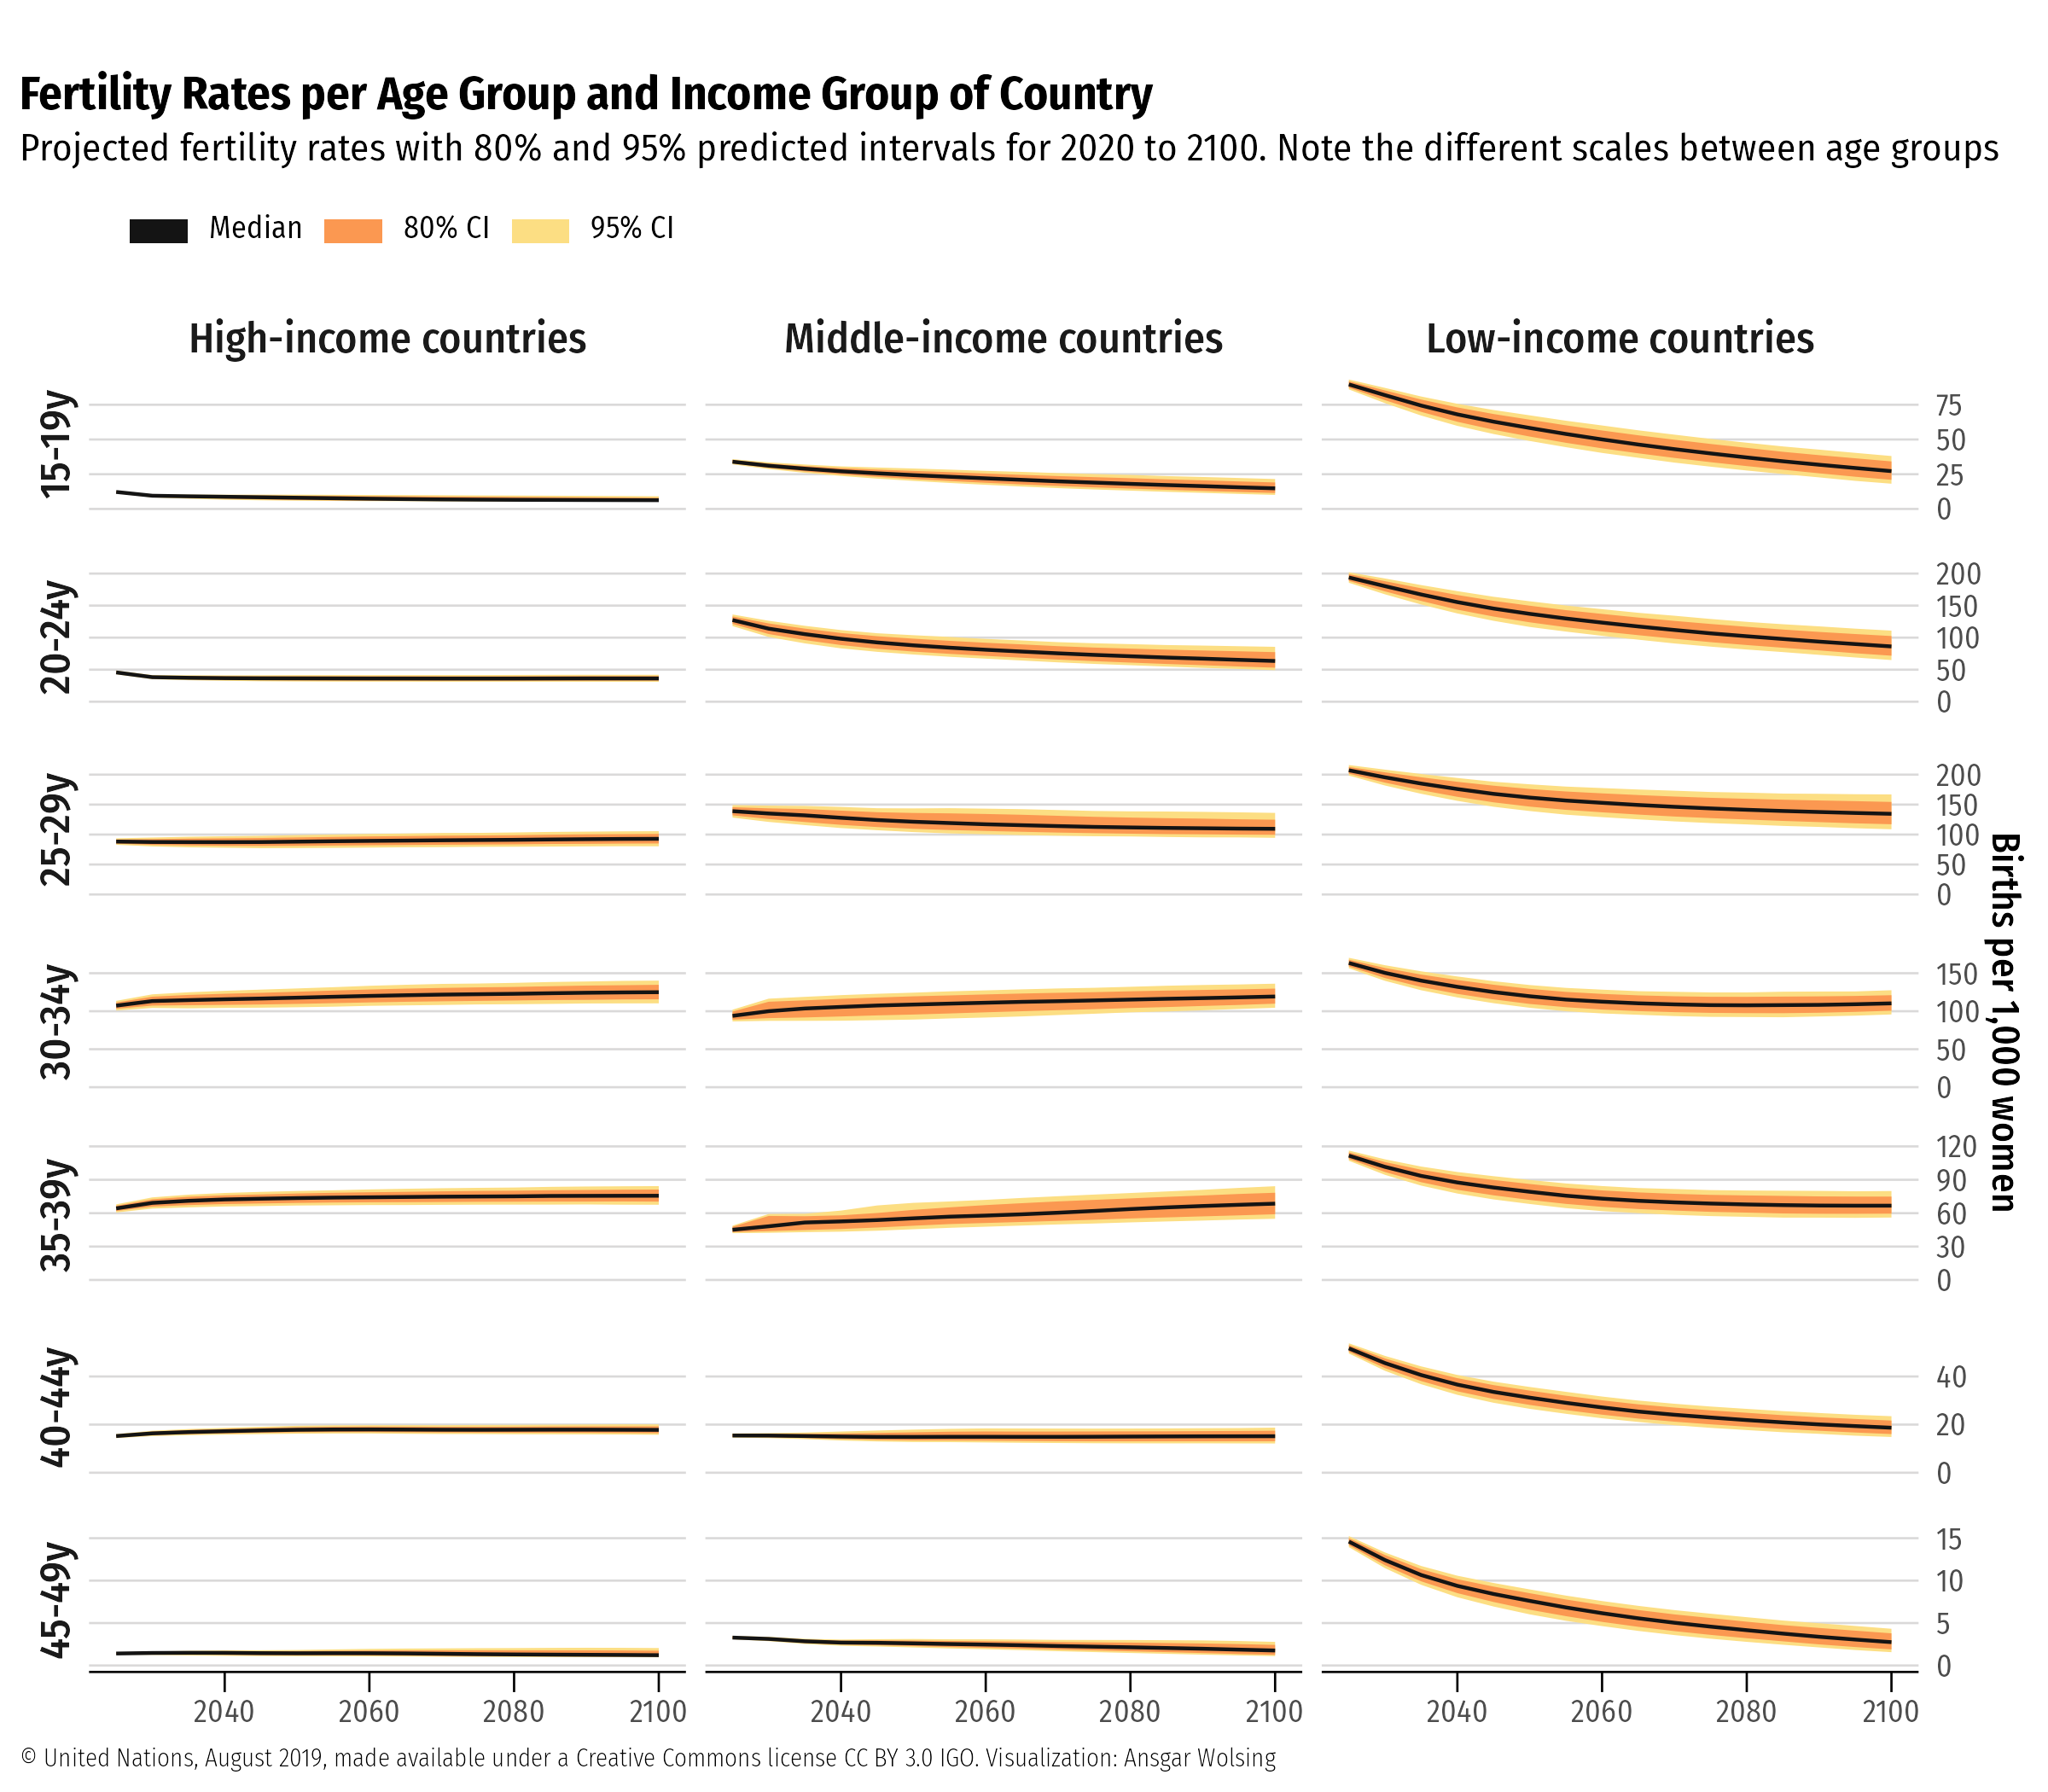 Fertility Rates per Age Group and Income Group of Country
Projected fertility rates with 80% and 95% predicted intervals for 2020 to 2100. Note the different scales between age groups
Median 80% CI 95% CI
High-income countries Middle-income countries Low-income countries
15-19y
75
50
25
0
20-24y
200
150
100
50
0
25-29y
200
150
100
50
0
30-34y
150
100
50
0
35-39y
120
90
60
30
0
40-44y
40
20
0
45-49y
15
10
5
0
Births per 1,000 women
2040 2060 2080 2100 2040 2060 2080 2100 2040 2060 2080 2100
© United Nations, August 2019, made available under a Creative Commons license CC BY 3.0 IGO. Visualization: Ansgar Wolsing